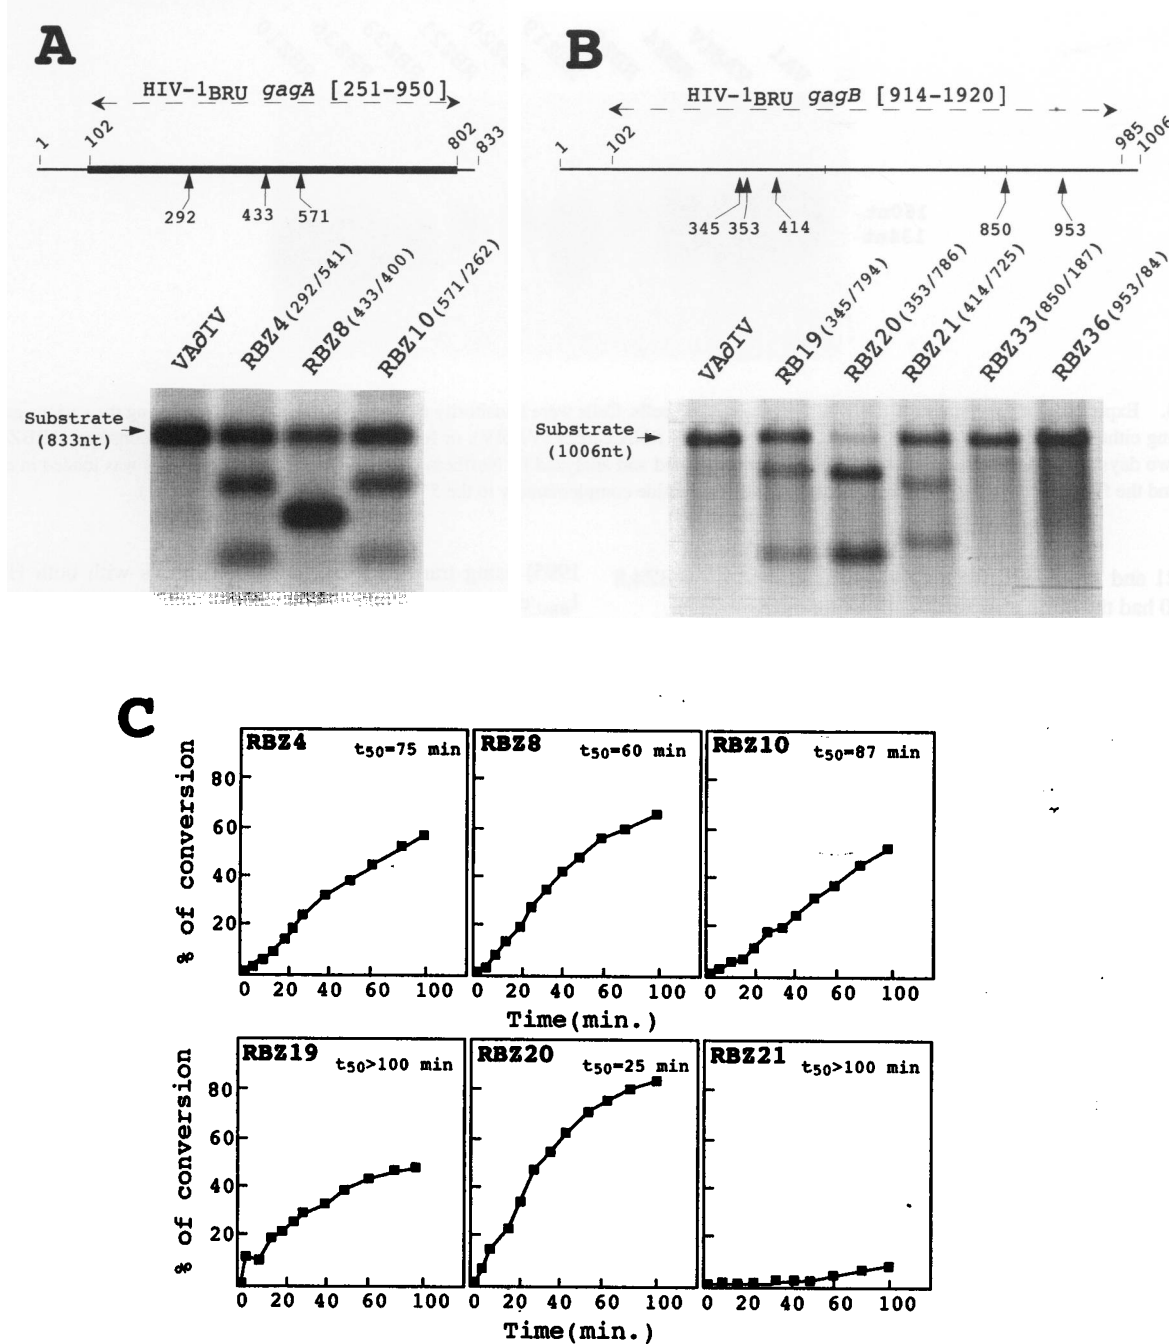 A
HIV-1BRU gagA [251-950]
1 102 802 833
292 433 571
VA∂IV RBZ4(292/541) RBZ8(433/400) RBZ10(571/262)
Substrate
(833nt)
B
HIV-1BRU gagB [914-1920]
1 102 985 1006
345 353 414 850 953
VA∂IV RB19(345/794) RBZ20(353/786) RBZ21(414/725) RBZ33(850/187) RBZ36(953/84)
Substrate
(1006nt)
C
% of conversion
RBZ4 t50=75 min
80
60
40
20
0 20 40 60 100
RBZ8 t50=60 min
0 20 40 60 100
RBZ10 t50=87 min
0 20 40 60 100
Time(min.)
% of conversion
RBZ19 t50>100 min
80
60
40
20
0 20 40 60 100
RBZ20 t50=25 min
0 20 40 60 100
RBZ21 t50>100 min
0 20 40 60 100
Time(min.)